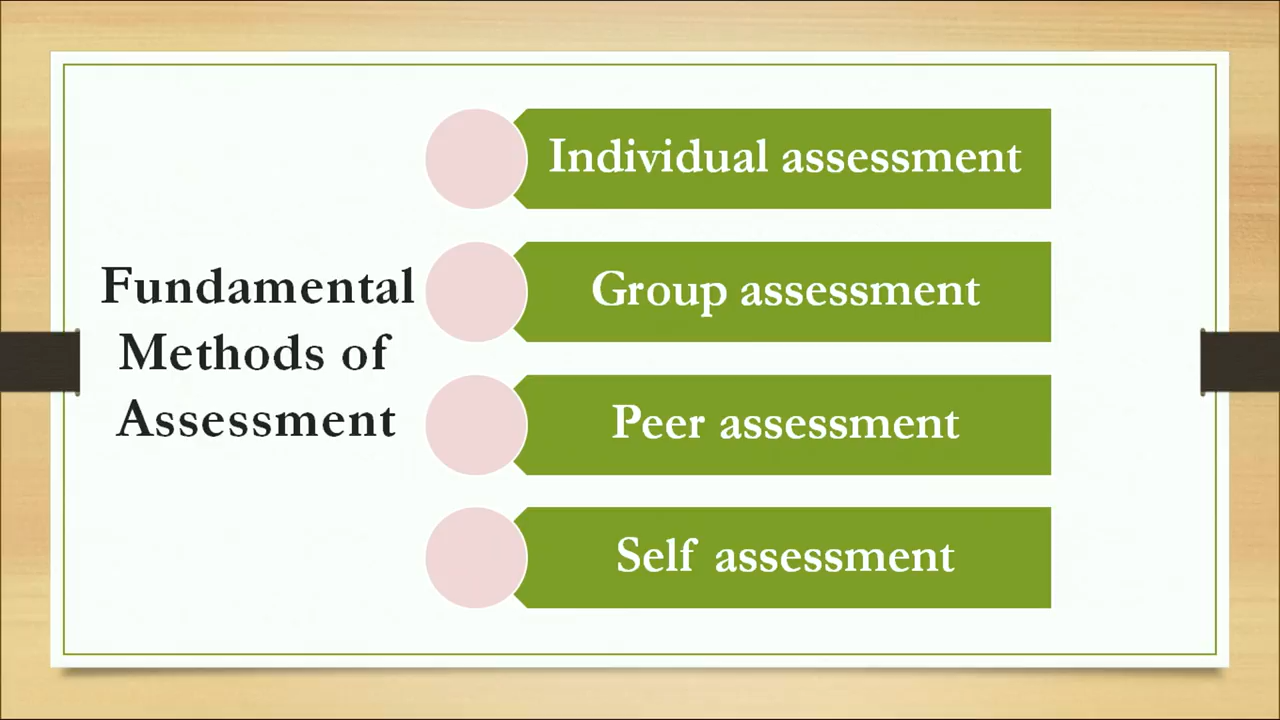 Fundamental
Methods of
Assessment
Individual assessment
Group assessment
Peer assessment
Self assessment